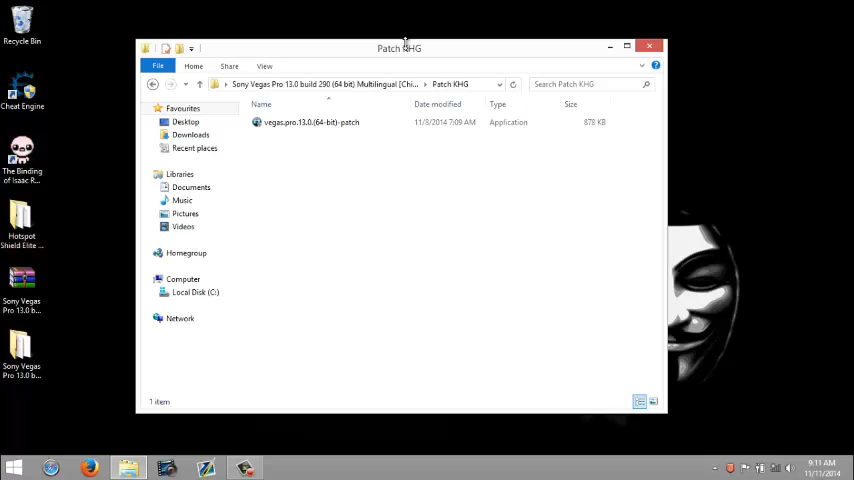 Recycle Bin
Cheat Engine
The Binding
of Isaac R...
Hotspot
Shield Elite ...
Sony Vegas
Pro 13.0 b...
Sony Vegas
Pro 13.0 b...
Patch KHG
File Home Share View
Sony Vegas Pro 13.0 build 290 (64 bit) Multilingual [Chi... Patch KHG Search Patch KHG
Name Date modified Type Size
vegas.pro.13.0.(64-bit)-patch 11/8/2014 7:09 AM Application 878 KB
Favourites
Desktop
Downloads
Recent places
Libraries
Documents
Music
Pictures
Videos
Homegroup
Computer
Local Disk (C:)
Network
1 item
9:11 AM
11/11/2014